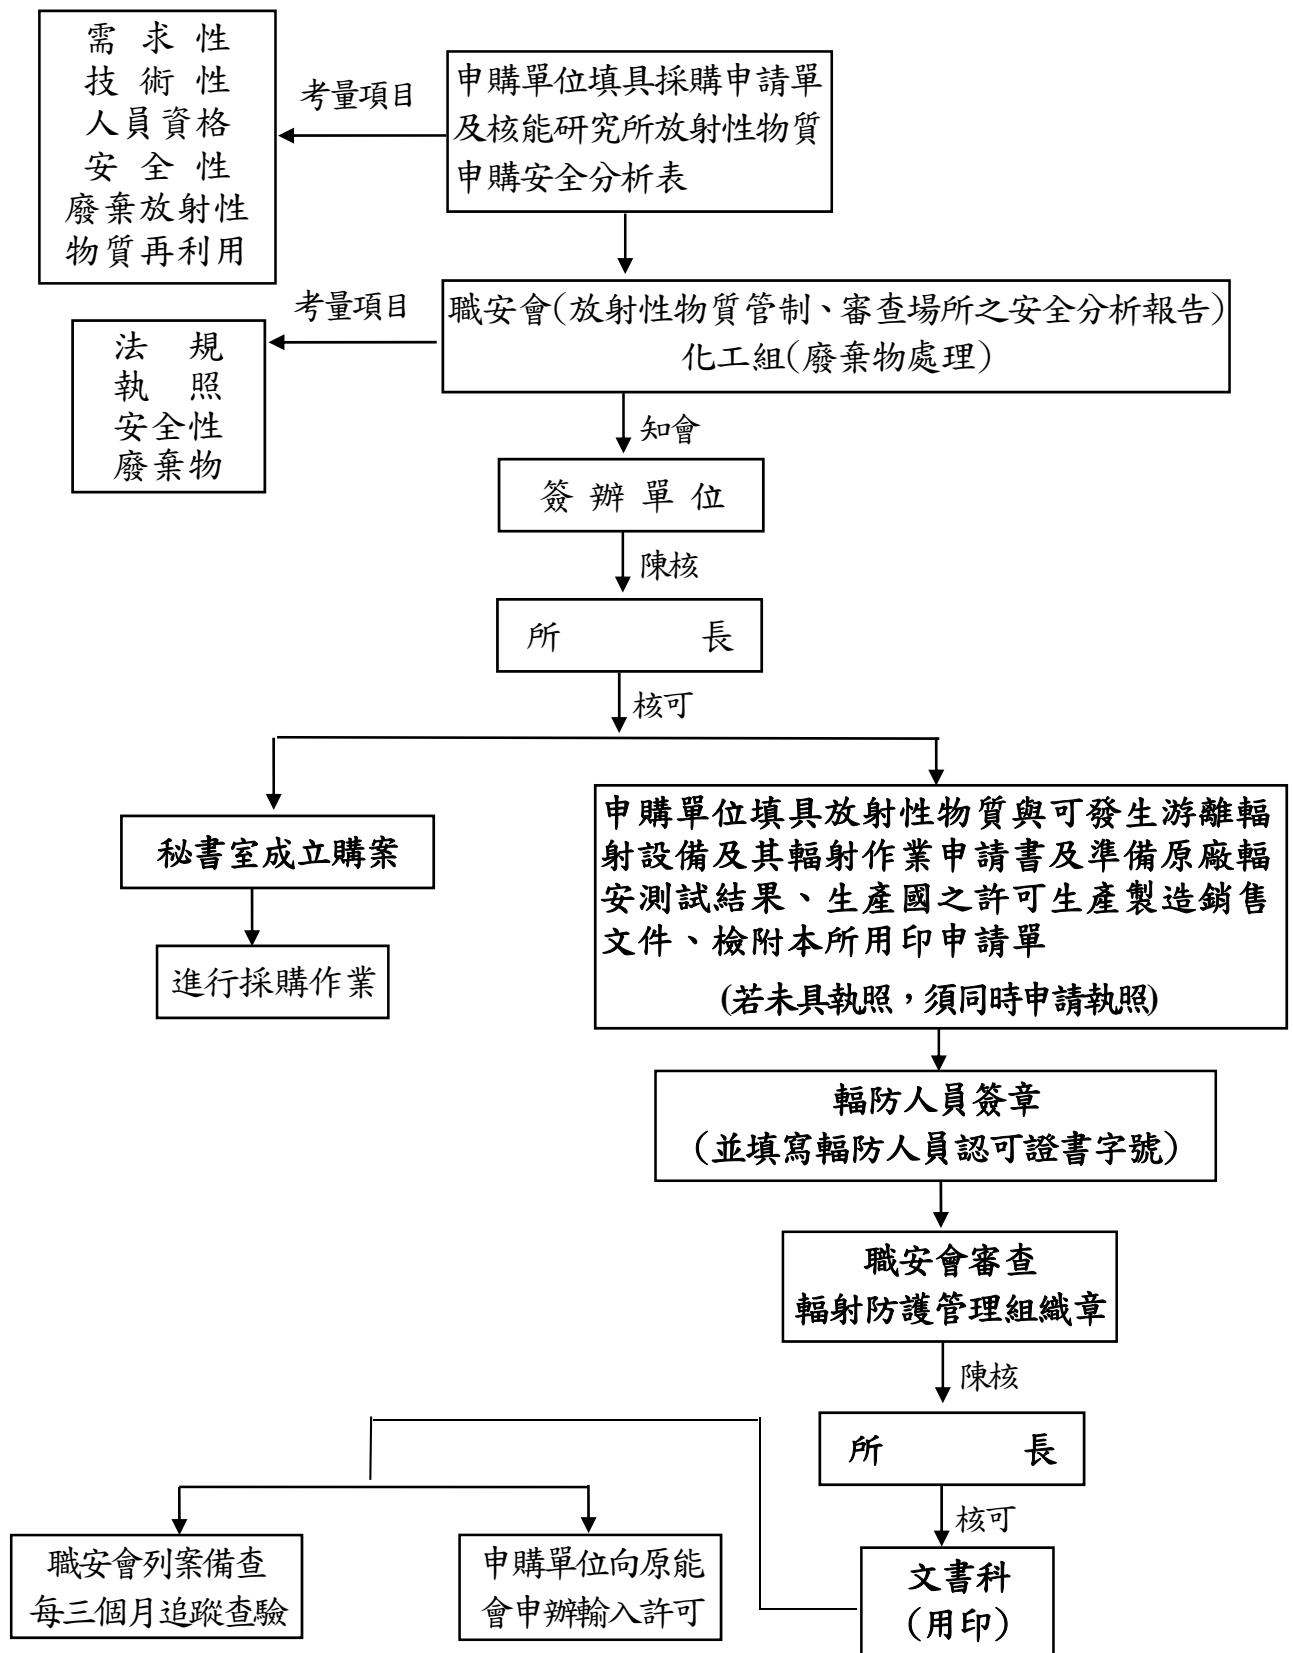 需求性
技術性
人員資格
安全性
廢棄放射性
物質再利用
考量項目
申購單位填具採購申請單
及核能研究所放射性物質
申購安全分析表
考量項目
法規
執照
安全性
廢棄物
職安會(放射性物質管制、審查場所之安全分析報告)
化工組(廢棄物處理)
知會
簽辦單位
陳核
所長
核可
秘書室成立購案
進行採購作業
申購單位填具放射性物質與可發生游離輻
射設備及其輻射作業申請書及準備原廠輻
安測試結果、生產國之許可生產製造銷售
文件、檢附本所用印申請單
(若未具執照，須同時申請執照)
輻防人員簽章
(並填寫輻防人員認可證書字號)
職安會審查
輻射防護管理組織章
陳核
所長
核可
文書科
(用印)
職安會列案備查
每三個月追蹤查驗
申購單位向原能
會申辦輸入許可